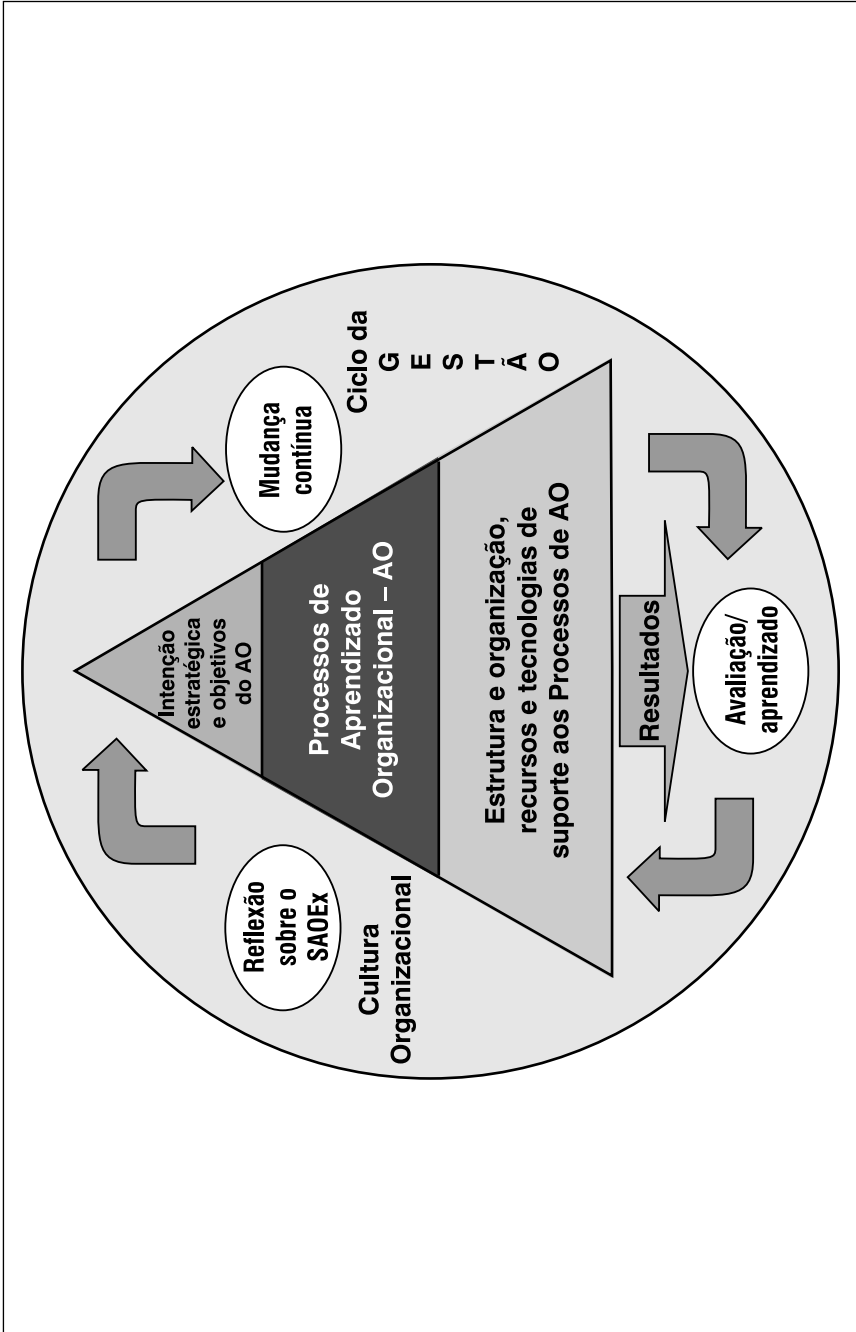 Intenção
estratégica
e objetivos
do AO
Processos de
Aprendizado
Organizacional – AO
Estrutura e organização,
recursos e tecnologias de
suporte aos Processos de AO
Resultados
Reflexão
sobre o
SAOEx
Cultura
Organizacional
Mudança
contínua
Ciclo da
G
E
S
T
Ã
O
Avaliação/
aprendizado